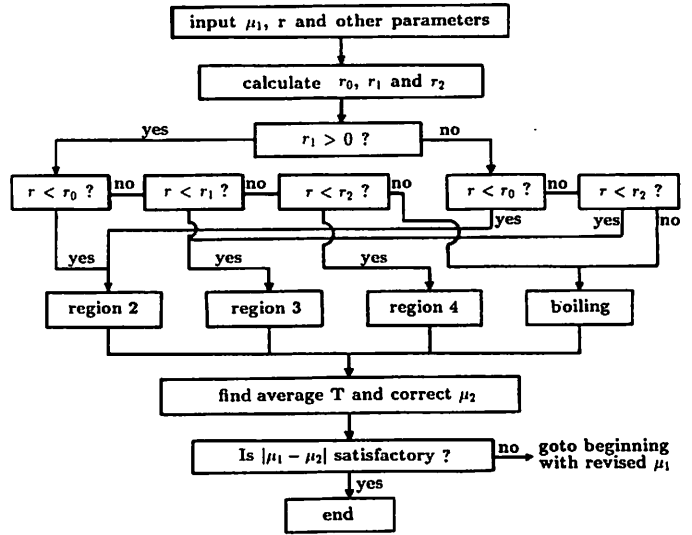 input μ₁, r and other parameters
calculate r₀, r₁ and r₂
r₁ > 0 ?
yes
no
r < r₀ ?
no
r < r₁ ?
no
r < r₂ ?
no
r < r₀ ?
no
r < r₂ ?
yes
yes
no
yes
yes
yes
region 2
region 3
region 4
boiling
find average T and correct μ₂
Is |μ₁ − μ₂| satisfactory ?
no
goto beginning
with revised μ₁
yes
end